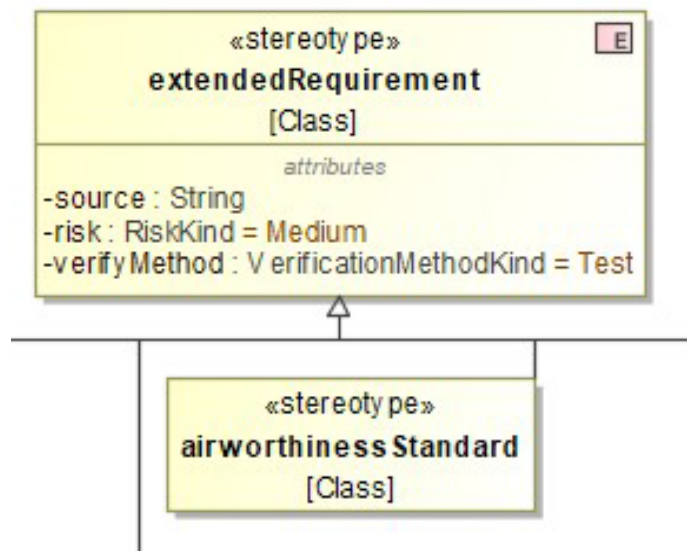 «stereotype»
E
extendedRequirement
[Class]
attributes
-source : String
-risk : RiskKind = Medium
-verifyMethod : VerificationMethodKind = Test
«stereotype»
airworthinessStandard
[Class]